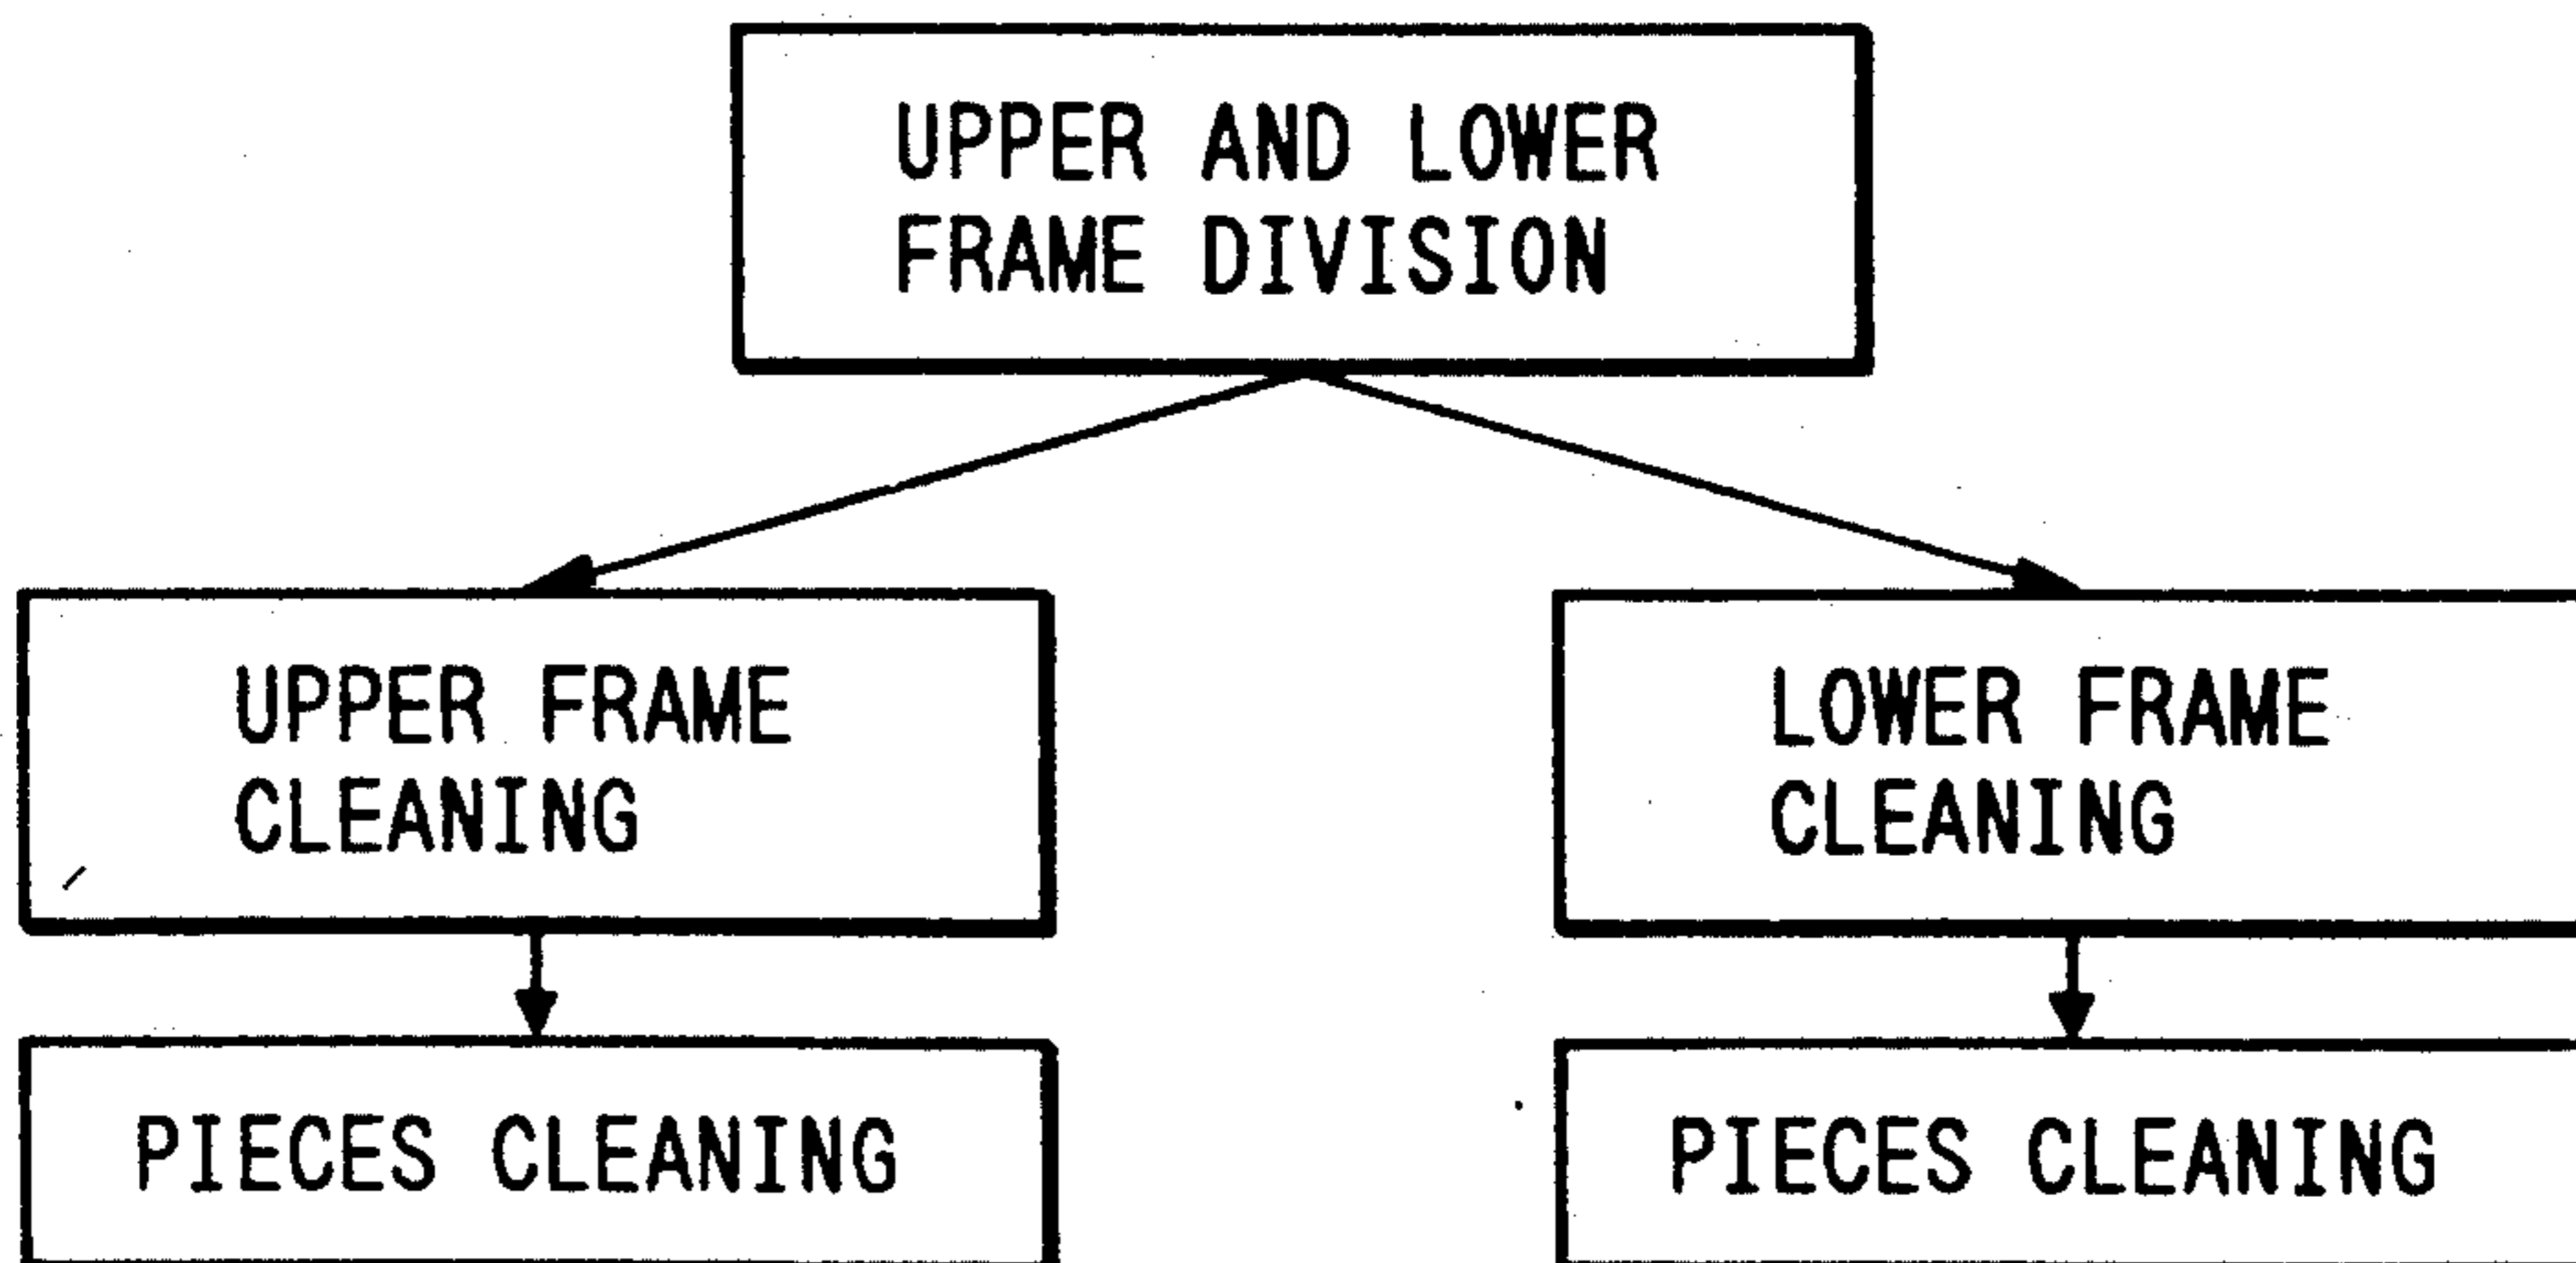 UPPER AND LOWER
FRAME DIVISION
UPPER FRAME
CLEANING
LOWER FRAME
CLEANING
PIECES CLEANING
PIECES CLEANING